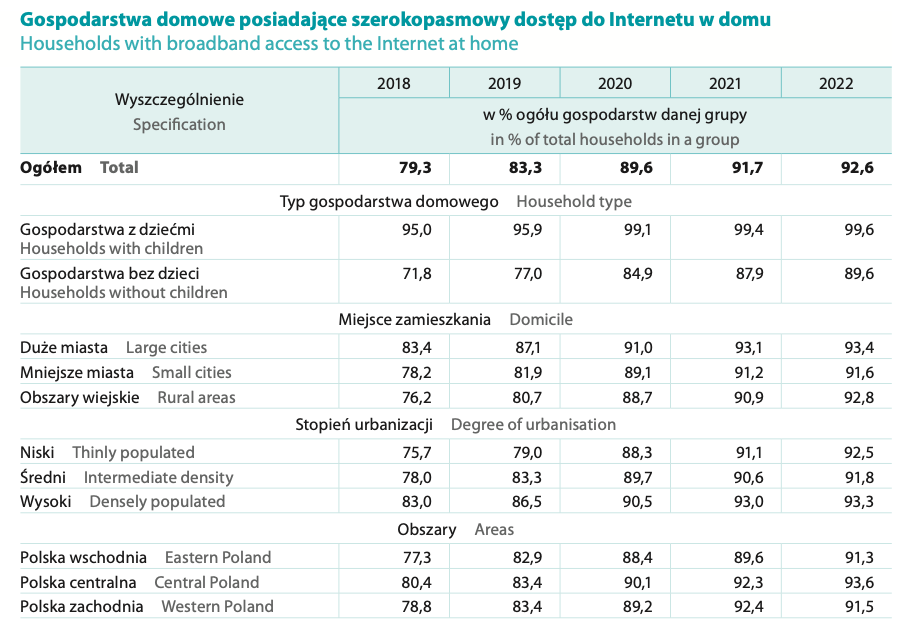 Gospodarstwa domowe posiadające szerokopasmowy dostęp do Internetu w domu
Households with broadband access to the Internet at home
Wyszczególnienie
Specification
2018 2019 2020 2021 2022
w % ogółu gospodarstw danej grupy
in % of total households in a group
Ogółem Total 79,3 83,3 89,6 91,7 92,6
Typ gospodarstwa domowego Household type
Gospodarstwa z dziećmi 95,0 95,9 99,1 99,4 99,6
Households with children
Gospodarstwa bez dzieci 71,8 77,0 84,9 87,9 89,6
Households without children
Miejsce zamieszkania Domicile
Duże miasta Large cities 83,4 87,1 91,0 93,1 93,4
Mniejsze miasta Small cities 78,2 81,9 89,1 91,2 91,6
Obszary wiejskie Rural areas 76,2 80,7 88,7 90,9 92,8
Stopień urbanizacji Degree of urbanisation
Niski Thinly populated 75,7 79,0 88,3 91,1 92,5
Średni Intermediate density 78,0 83,3 89,7 90,6 91,8
Wysoki Densely populated 83,0 86,5 90,5 93,0 93,3
Obszary Areas
Polska wschodnia Eastern Poland 77,3 82,9 88,4 89,6 91,3
Polska centralna Central Poland 80,4 83,4 90,1 92,3 93,6
Polska zachodnia Western Poland 78,8 83,4 89,2 92,4 91,5